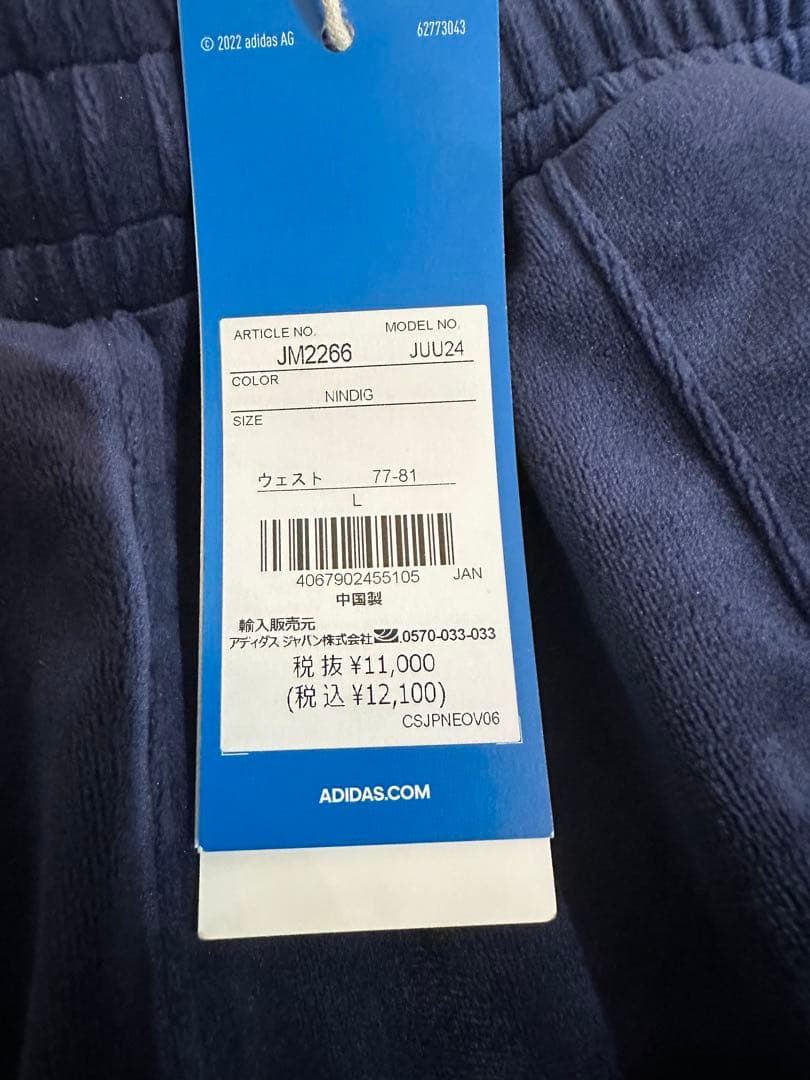 © 2022 adidas AG
62773043
ARTICLE NO. MODEL NO.
JM2266 JUU24
COLOR
NINDIG
SIZE
ウェスト 77-81
L
4067902455105 JAN
中国製
輸入販売元
アディダス ジャパン株式会社 0570-033-033
税 抜 ¥11,000
(税 込 ¥12,100)
CSJPNEOV06
ADIDAS.COM